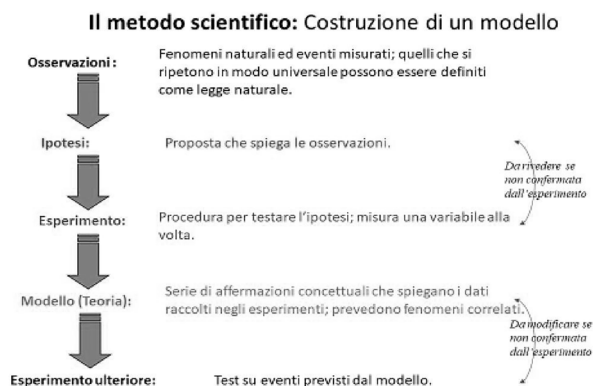 Il metodo scientifico: Costruzione di un modello
Osservazioni:
Fenomeni naturali ed eventi misurati; quelli che si
ripetono in modo universale possono essere definiti
come legge naturale.
Ipotesi:
Proposta che spiega le osservazioni.
Da rivedere se
non confermata
dall'esperimento
Esperimento:
Procedura per testare l'ipotesi; misura una variabile alla
volta.
Modello (Teoria):
Serie di affermazioni concettuali che spiegano i dati
raccolti negli esperimenti; prevedono fenomeni correlati.
Da modificare se
non confermata
dall'esperimento
Esperimento ulteriore:
Test su eventi previsti dal modello.